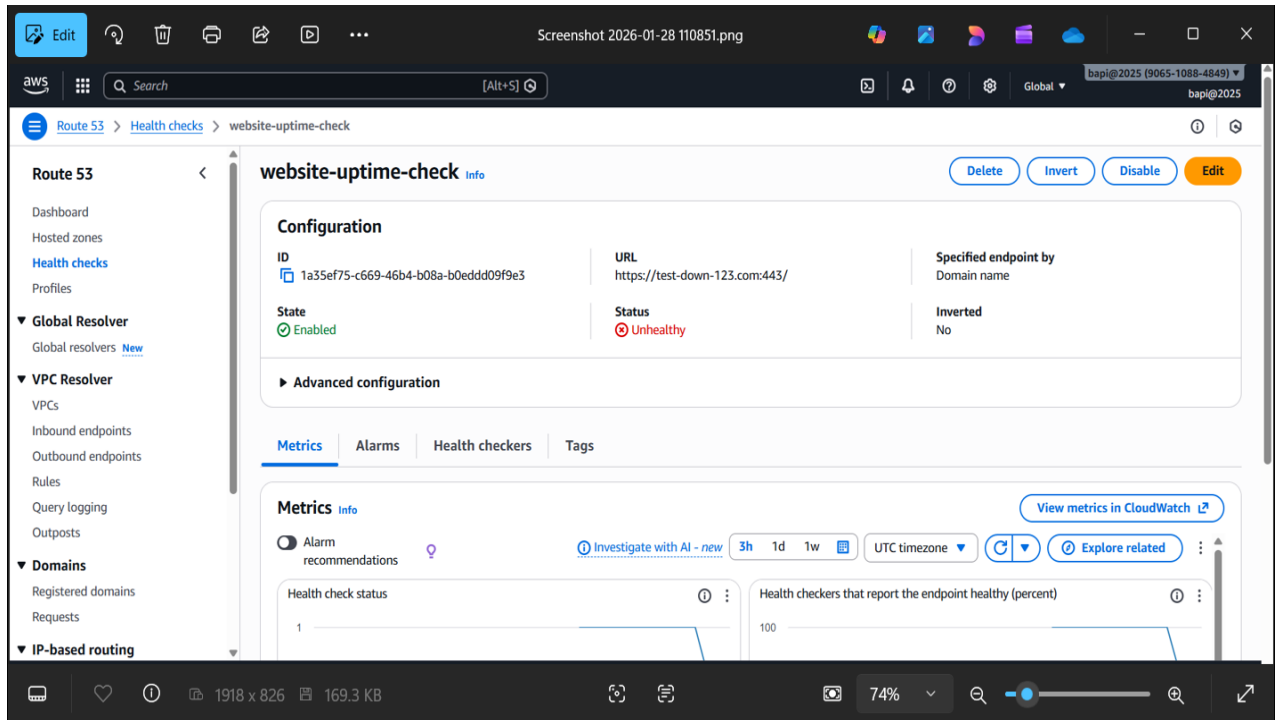 Edit
Screenshot 2026-01-28 110851.png
aws
Search
[Alt+S]
Global
bapi@2025 (9065-1088-4849)
bapi@2025
Route 53 > Health checks > website-uptime-check
Route 53
Dashboard
Hosted zones
Health checks
Profiles
Global Resolver
Global resolvers New
VPC Resolver
VPCs
Inbound endpoints
Outbound endpoints
Rules
Query logging
Outposts
Domains
Registered domains
Requests
IP-based routing
website-uptime-check Info
Delete
Invert
Disable
Edit
Configuration
ID
1a35ef75-c669-46b4-b08a-b0eddd09f9e3
URL
https://test-down-123.com:443/
Specified endpoint by
Domain name
State
Enabled
Status
Unhealthy
Inverted
No
Advanced configuration
Metrics
Alarms
Health checkers
Tags
Metrics Info
View metrics in CloudWatch
Alarm
recommendations
Investigate with AI - new
3h
1d
1w
UTC timezone
Explore related
Health check status
1
Health checkers that report the endpoint healthy (percent)
100
1918 x 826
169.3 KB
74%